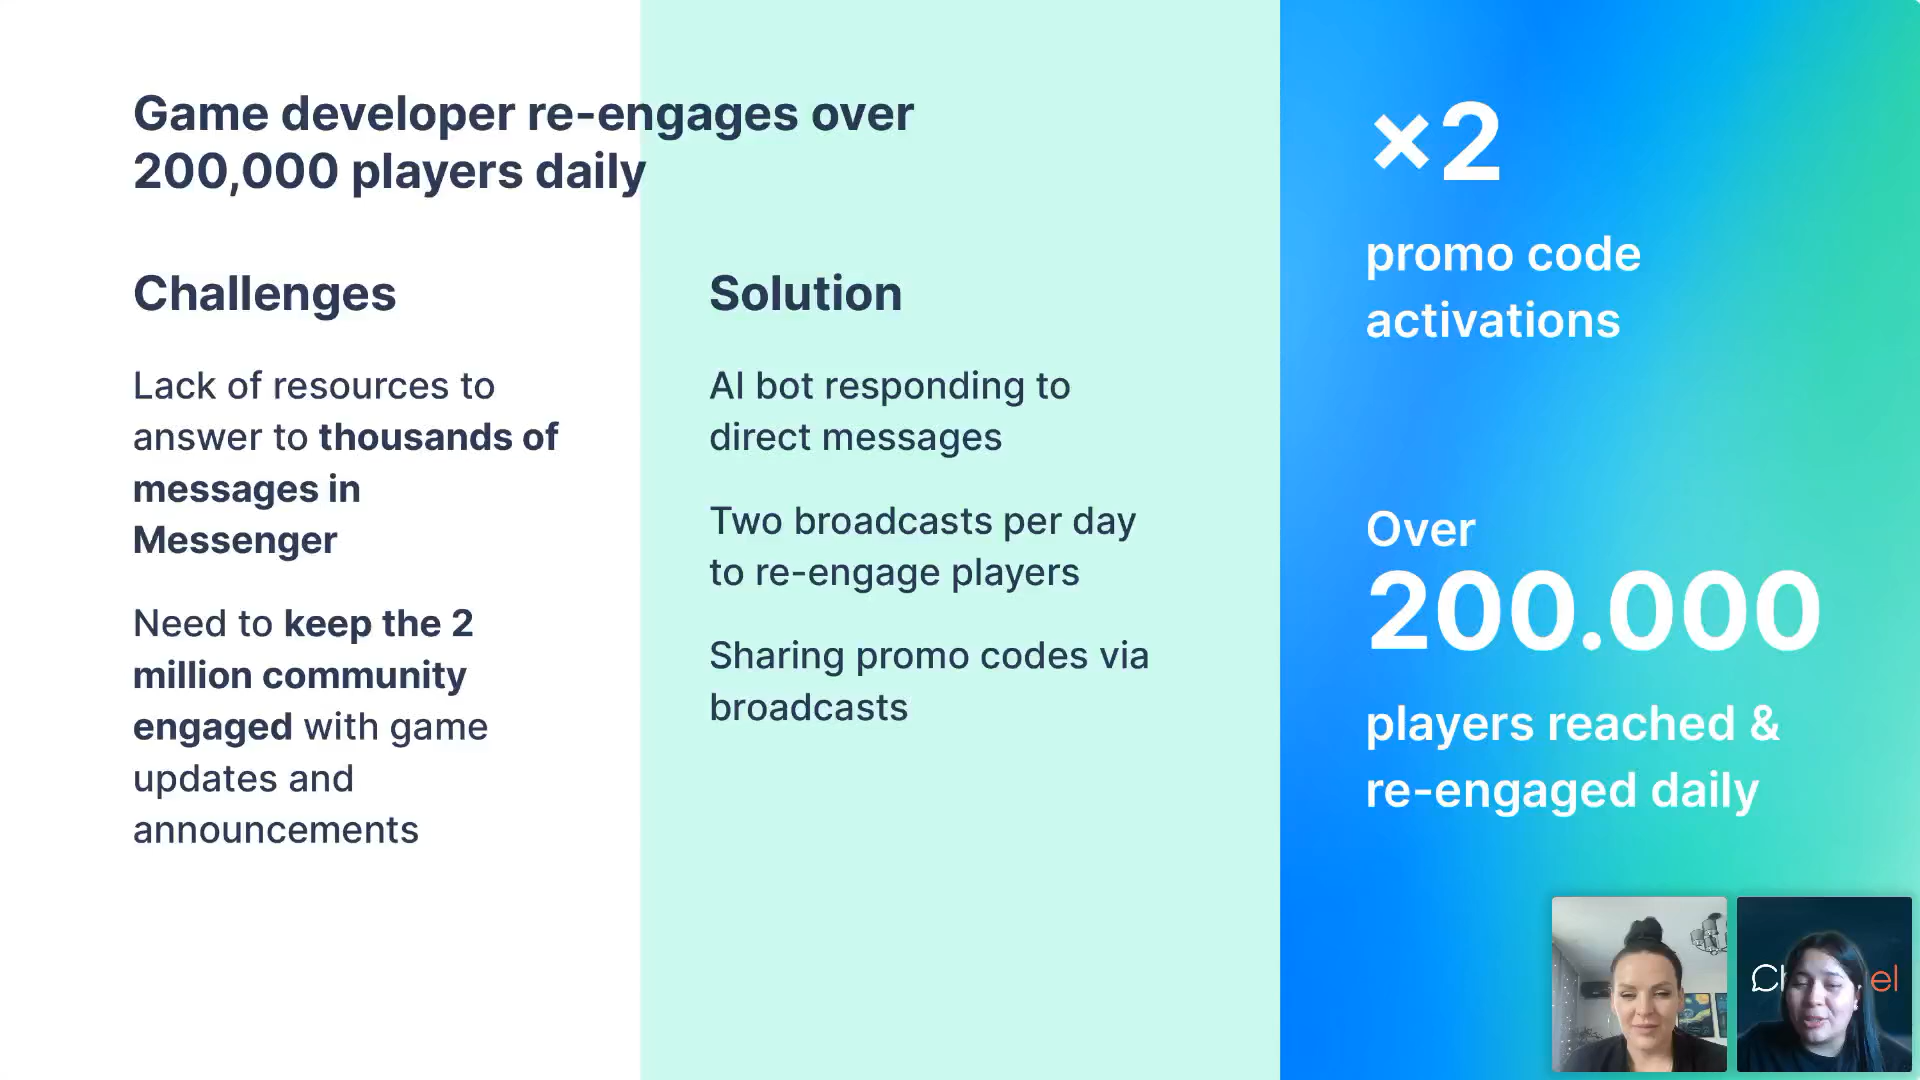 Game developer re-engages over
200,000 players daily
Challenges
Lack of resources to
answer to thousands of
messages in
Messenger
Need to keep the 2
million community
engaged with game
updates and
announcements
Solution
AI bot responding to
direct messages
Two broadcasts per day
to re-engage players
Sharing promo codes via
broadcasts
×2
promo code
activations
Over
200.000
players reached &
re-engaged daily